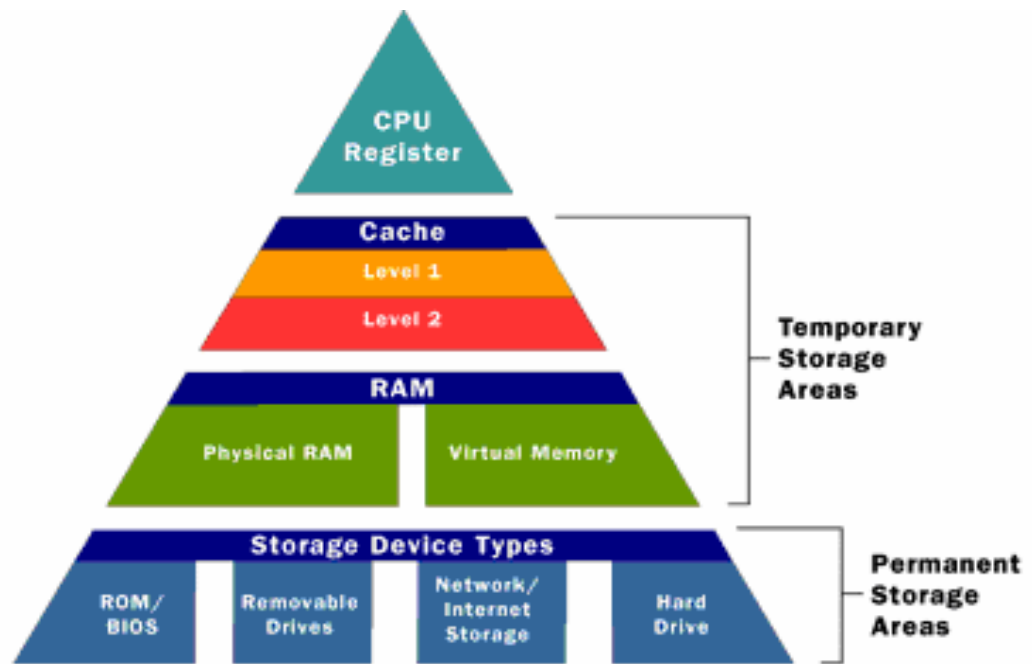 CPU
Register
Cache
Level 1
Level 2
Temporary
Storage
Areas
RAM
Physical RAM
Virtual Memory
Storage Device Types
ROM/
BIOS
Removable
Drives
Network/
Internet
Storage
Hard
Drive
Permanent
Storage
Areas